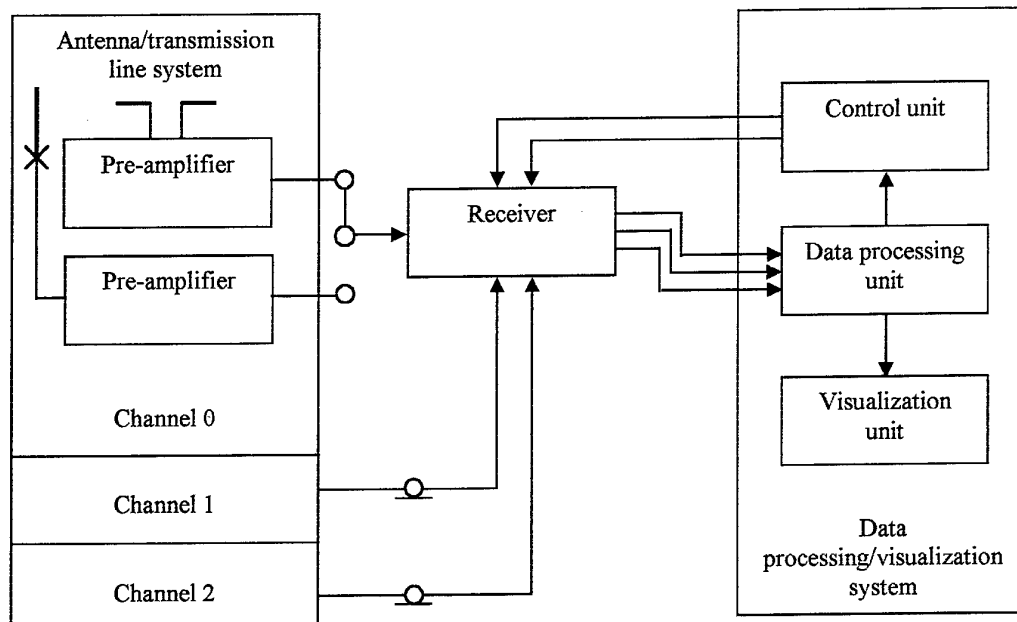 Antenna/transmission
line system
Pre-amplifier
Pre-amplifier
Channel 0
Channel 1
Channel 2
Receiver
Control unit
Data processing
unit
Visualization
unit
Data
processing/visualization
system